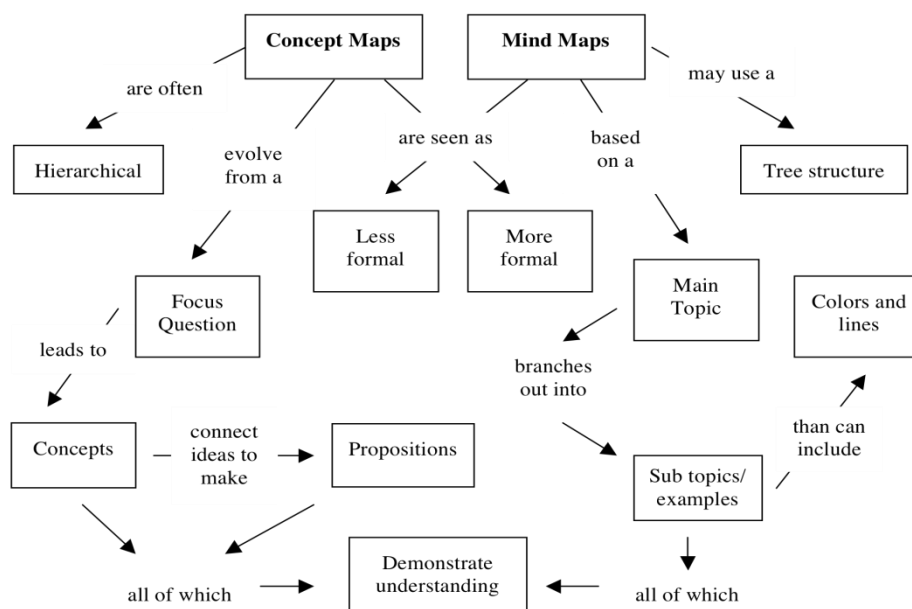 Concept Maps
Mind Maps
are often
may use a
evolve
from a
are seen as
based
on a
Hierarchical
Tree structure
Less
formal
More
formal
Focus
Question
Main
Topic
Colors and
lines
leads to
branches
out into
Concepts
connect
ideas to
make
Propositions
than can
include
Sub topics/
examples
all of which
Demonstrate
understanding
all of which